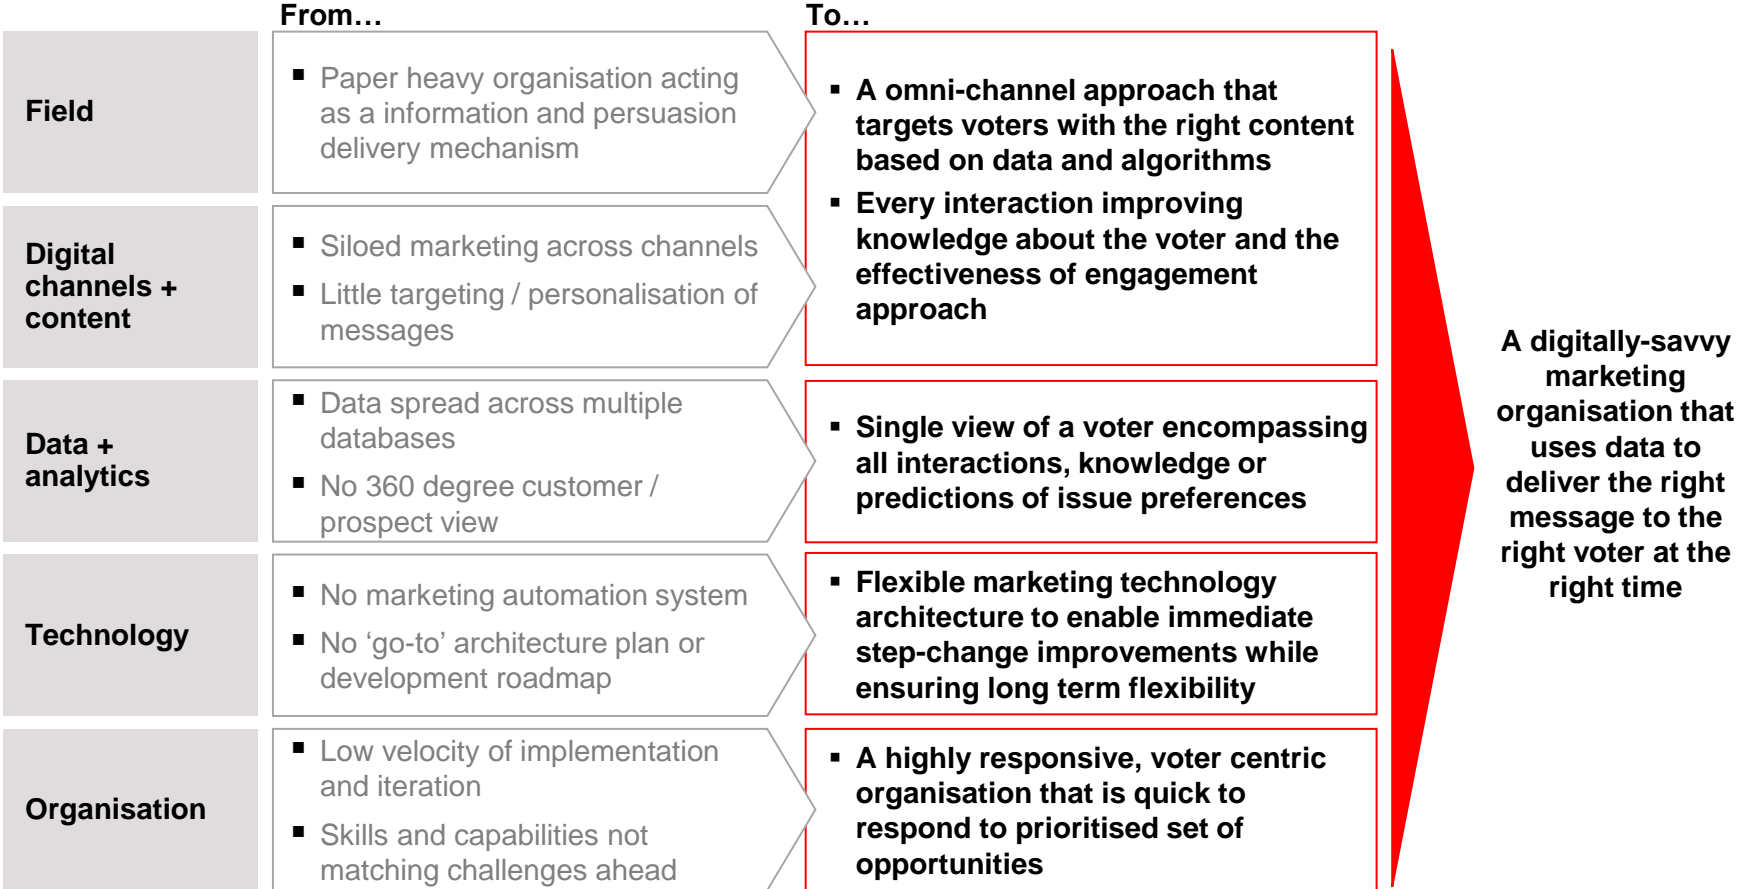 From…
To…
Field
▪ Paper heavy organisation acting
as a information and persuasion
delivery mechanism
▪ A omni-channel approach that
targets voters with the right content
based on data and algorithms
▪ Every interaction improving
knowledge about the voter and the
effectiveness of engagement
approach
Digital
channels +
content
▪ Siloed marketing across channels
▪ Little targeting / personalisation of
messages
Data +
analytics
▪ Data spread across multiple
databases
▪ No 360 degree customer /
prospect view
▪ Single view of a voter encompassing
all interactions, knowledge or
predictions of issue preferences
Technology
▪ No marketing automation system
▪ No ‘go-to’ architecture plan or
development roadmap
▪ Flexible marketing technology
architecture to enable immediate
step-change improvements while
ensuring long term flexibility
Organisation
▪ Low velocity of implementation
and iteration
▪ Skills and capabilities not
matching challenges ahead
▪ A highly responsive, voter centric
organisation that is quick to
respond to prioritised set of
opportunities
A digitally-savvy
marketing
organisation that
uses data to
deliver the right
message to the
right voter at the
right time